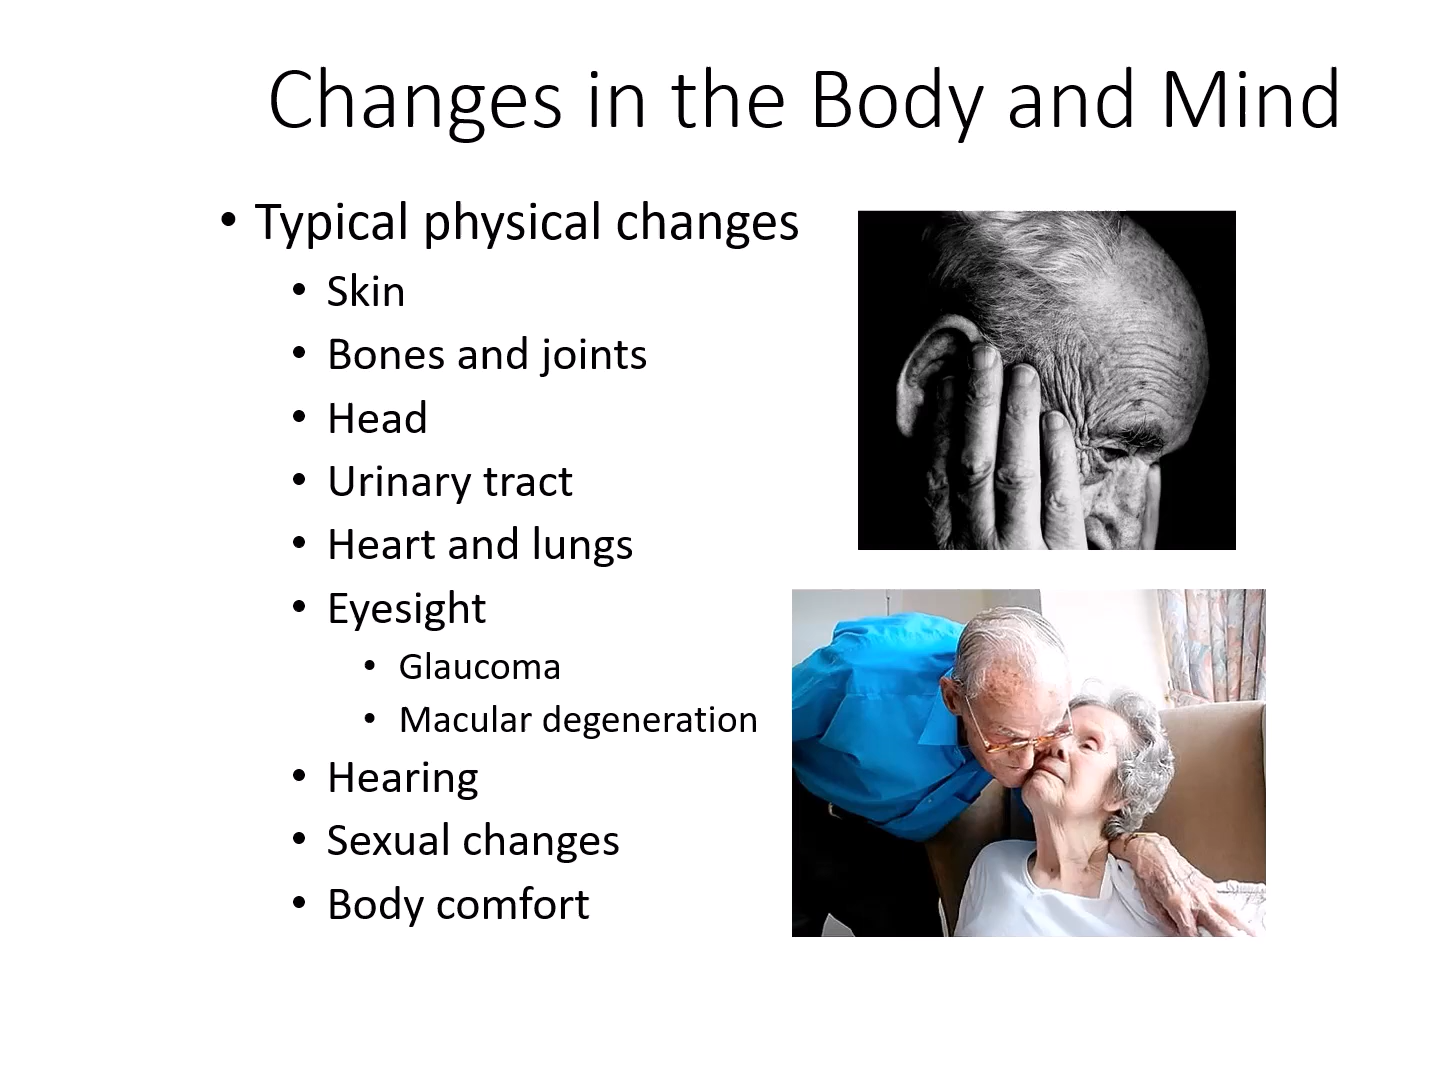 Changes in the Body and Mind
• Typical physical changes
• Skin
• Bones and joints
• Head
• Urinary tract
• Heart and lungs
• Eyesight
• Glaucoma
• Macular degeneration
• Hearing
• Sexual changes
• Body comfort